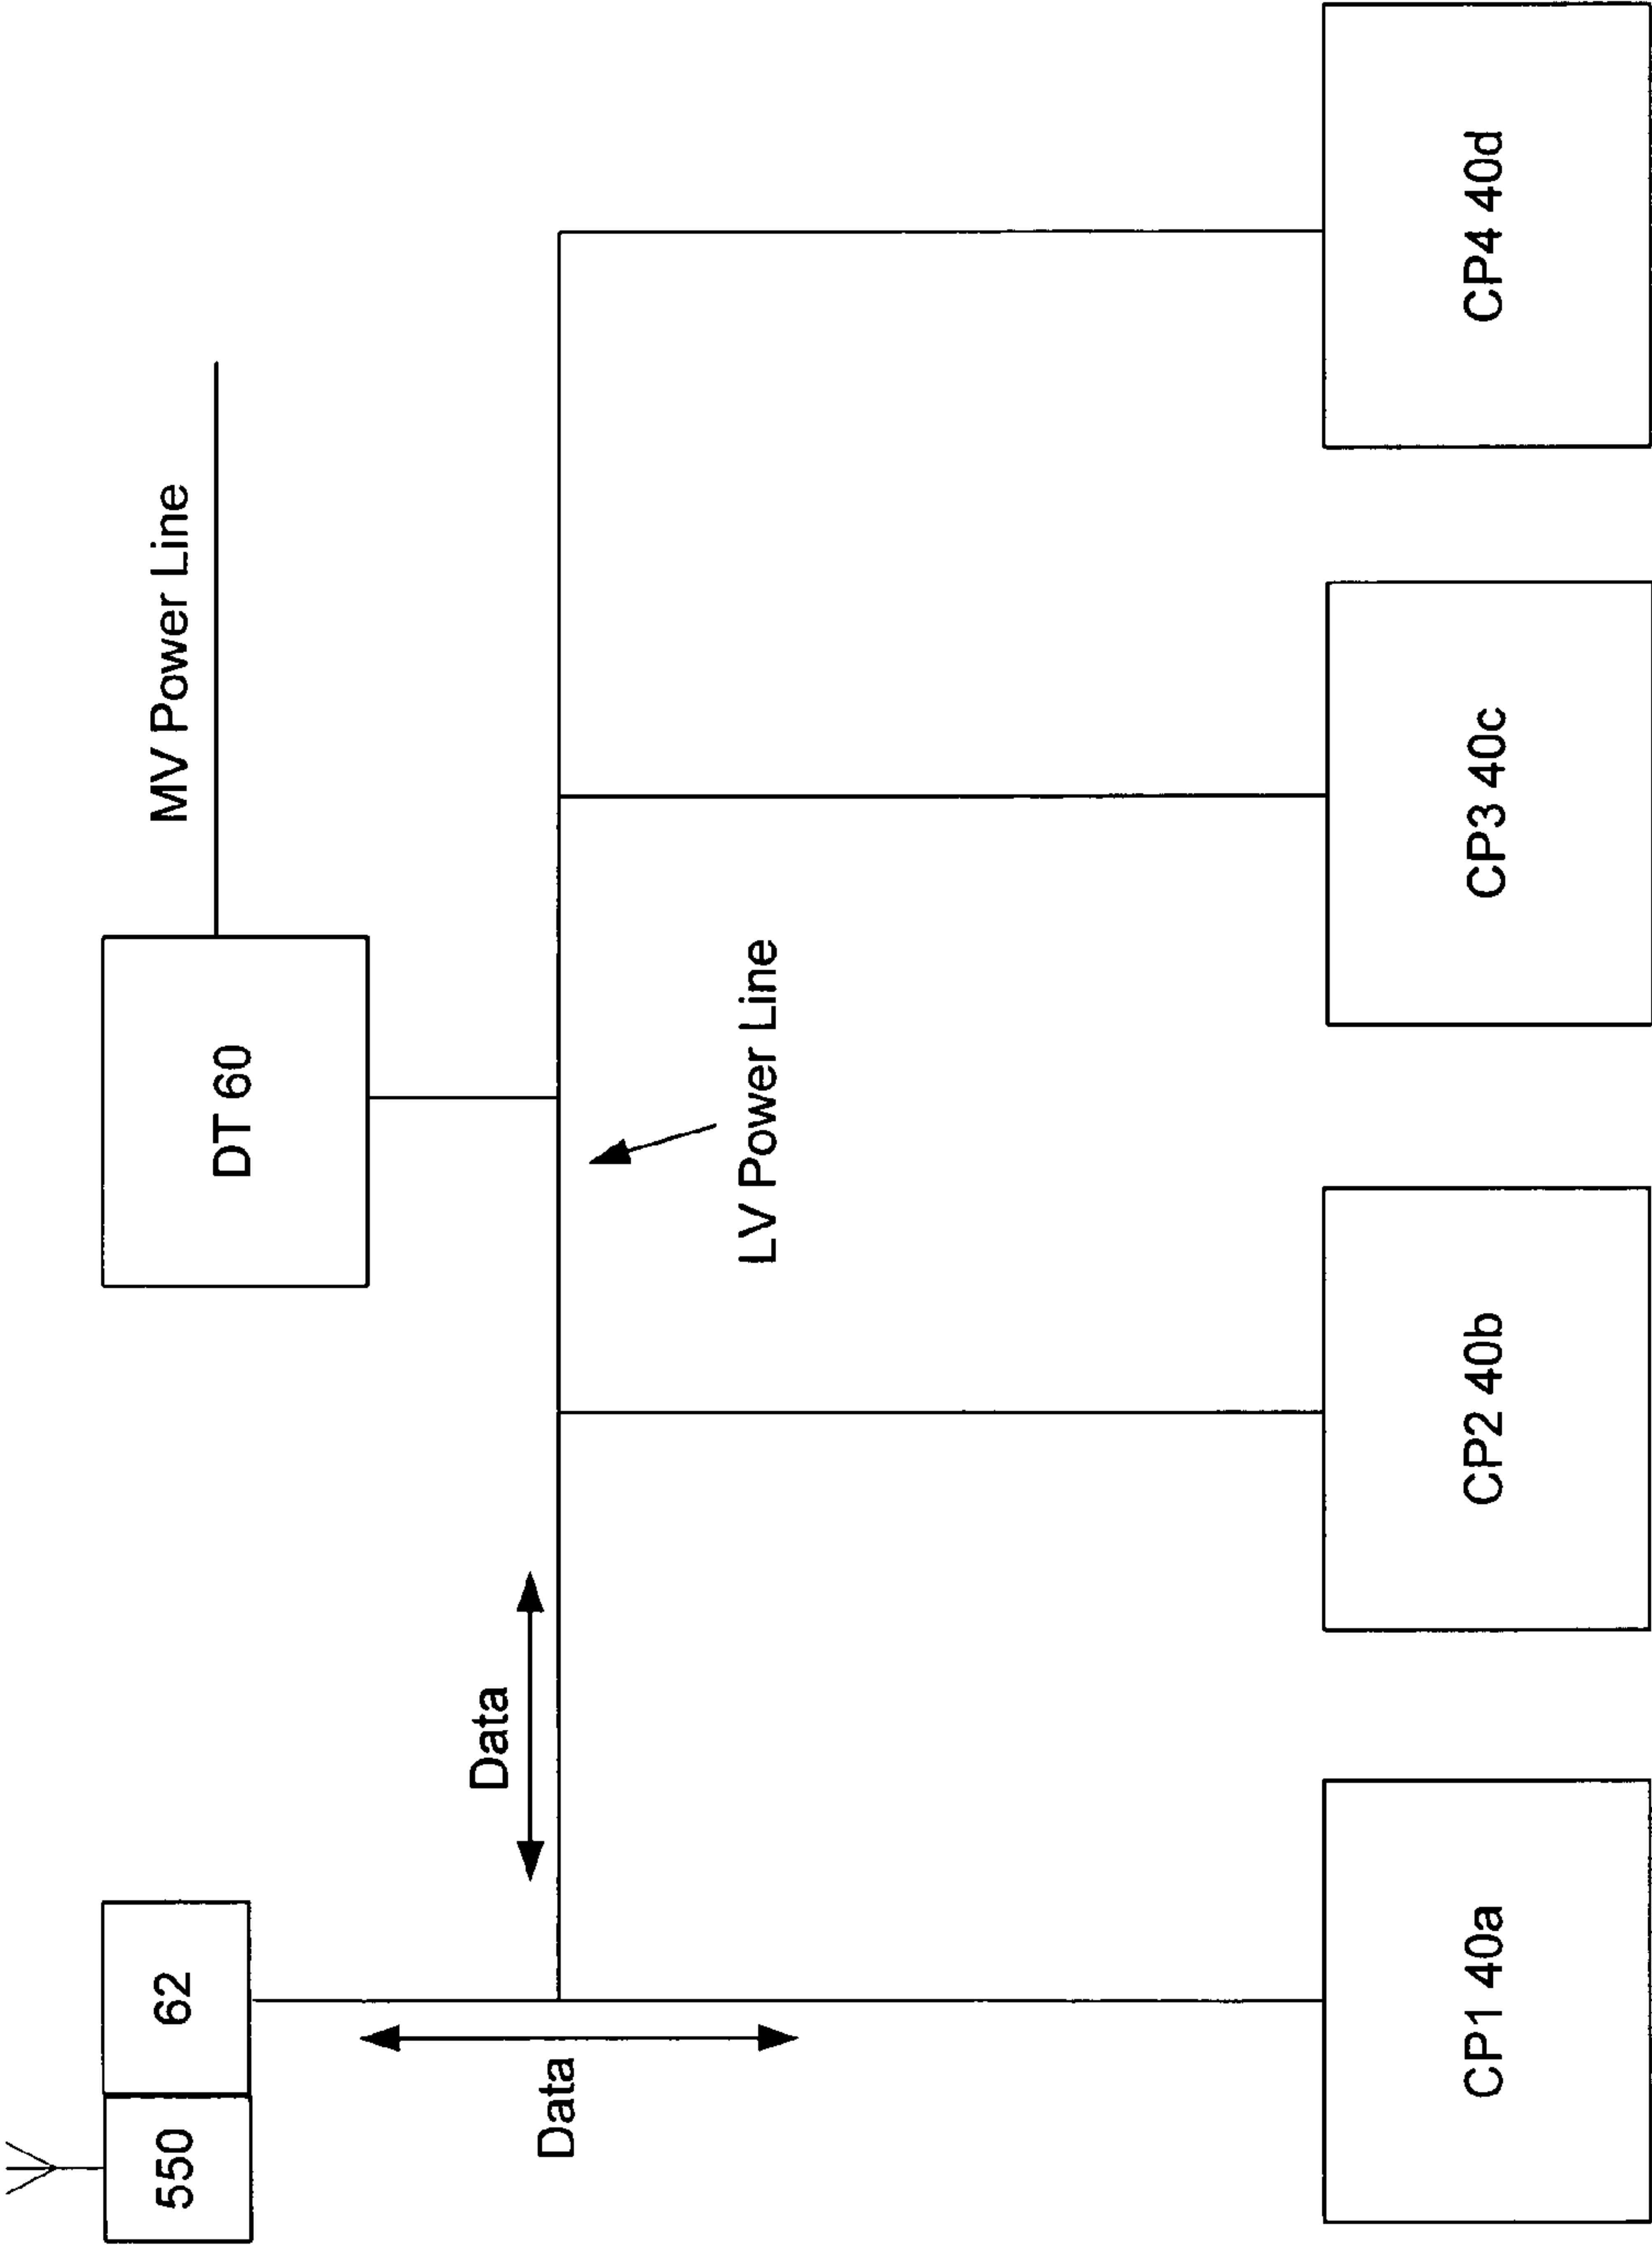 MV Power Line
DT 60
550
62
Data
Data
LV Power Line
CP1 40a
CP2 40b
CP3 40c
CP4 40d